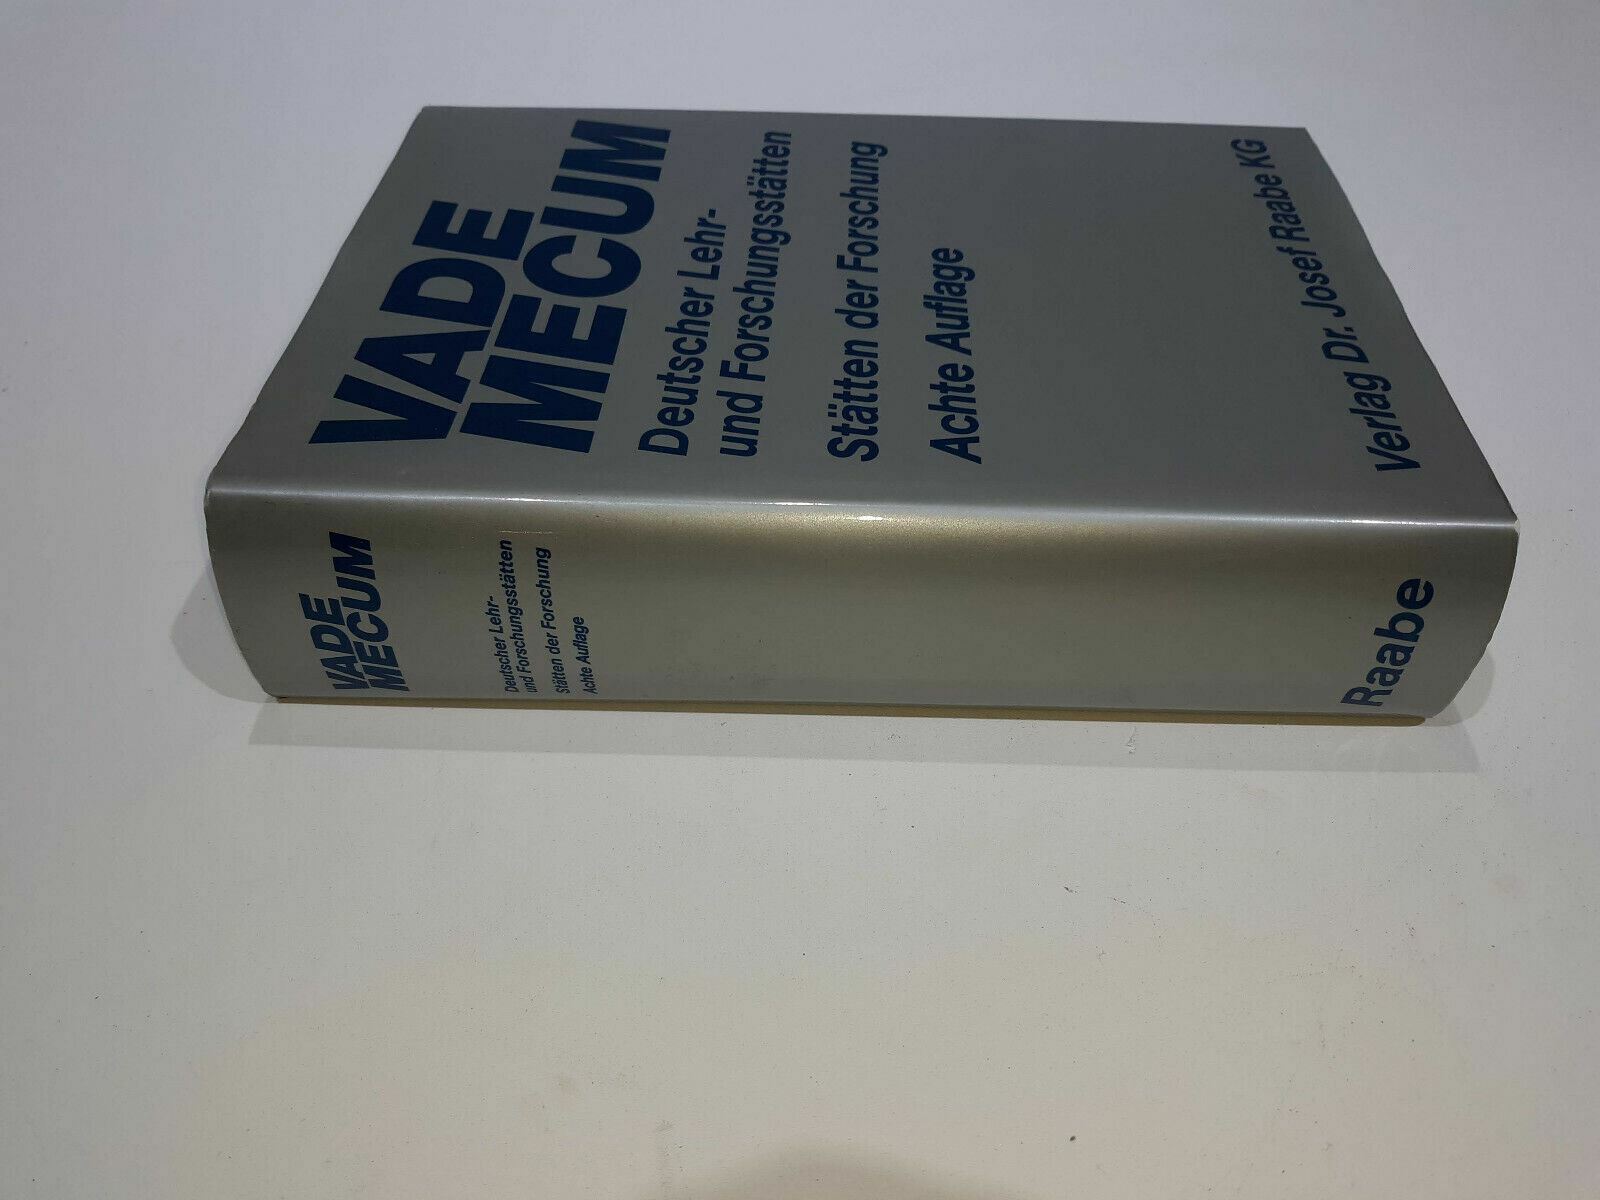 VADE
MECUM
Deutscher Lehr-
und Forschungsstätten
Stätten der Forschung
Achte Auflage
Verlag Dr. Josef Raabe KG
VADE
MECUM
Deutscher Lehr-
und Forschungsstätten
Stätten der Forschung
Achte Auflage
Raabe